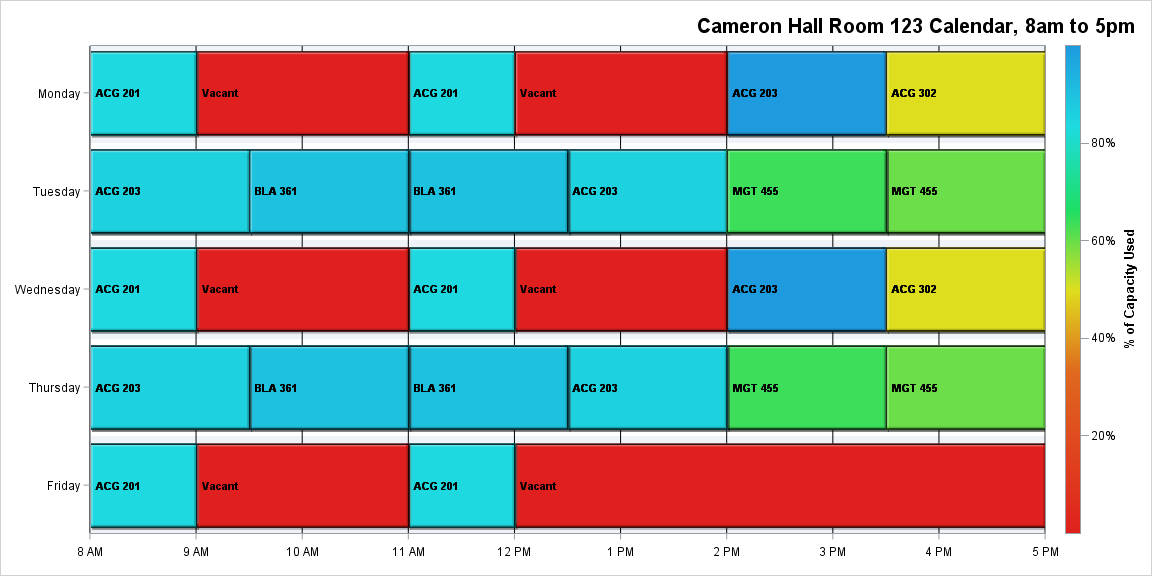 Cameron Hall Room 123 Calendar, 8am to 5pm
Monday
ACG 201
Vacant
ACG 201
Vacant
ACG 203
ACG 302
Tuesday
ACG 203
BLA 361
BLA 361
ACG 203
MGT 455
MGT 455
Wednesday
ACG 201
Vacant
ACG 201
Vacant
ACG 203
ACG 302
Thursday
ACG 203
BLA 361
BLA 361
ACG 203
MGT 455
MGT 455
Friday
ACG 201
Vacant
ACG 201
Vacant
8 AM
9 AM
10 AM
11 AM
12 PM
1 PM
2 PM
3 PM
4 PM
5 PM
80%
60%
40%
20%
% of Capacity Used